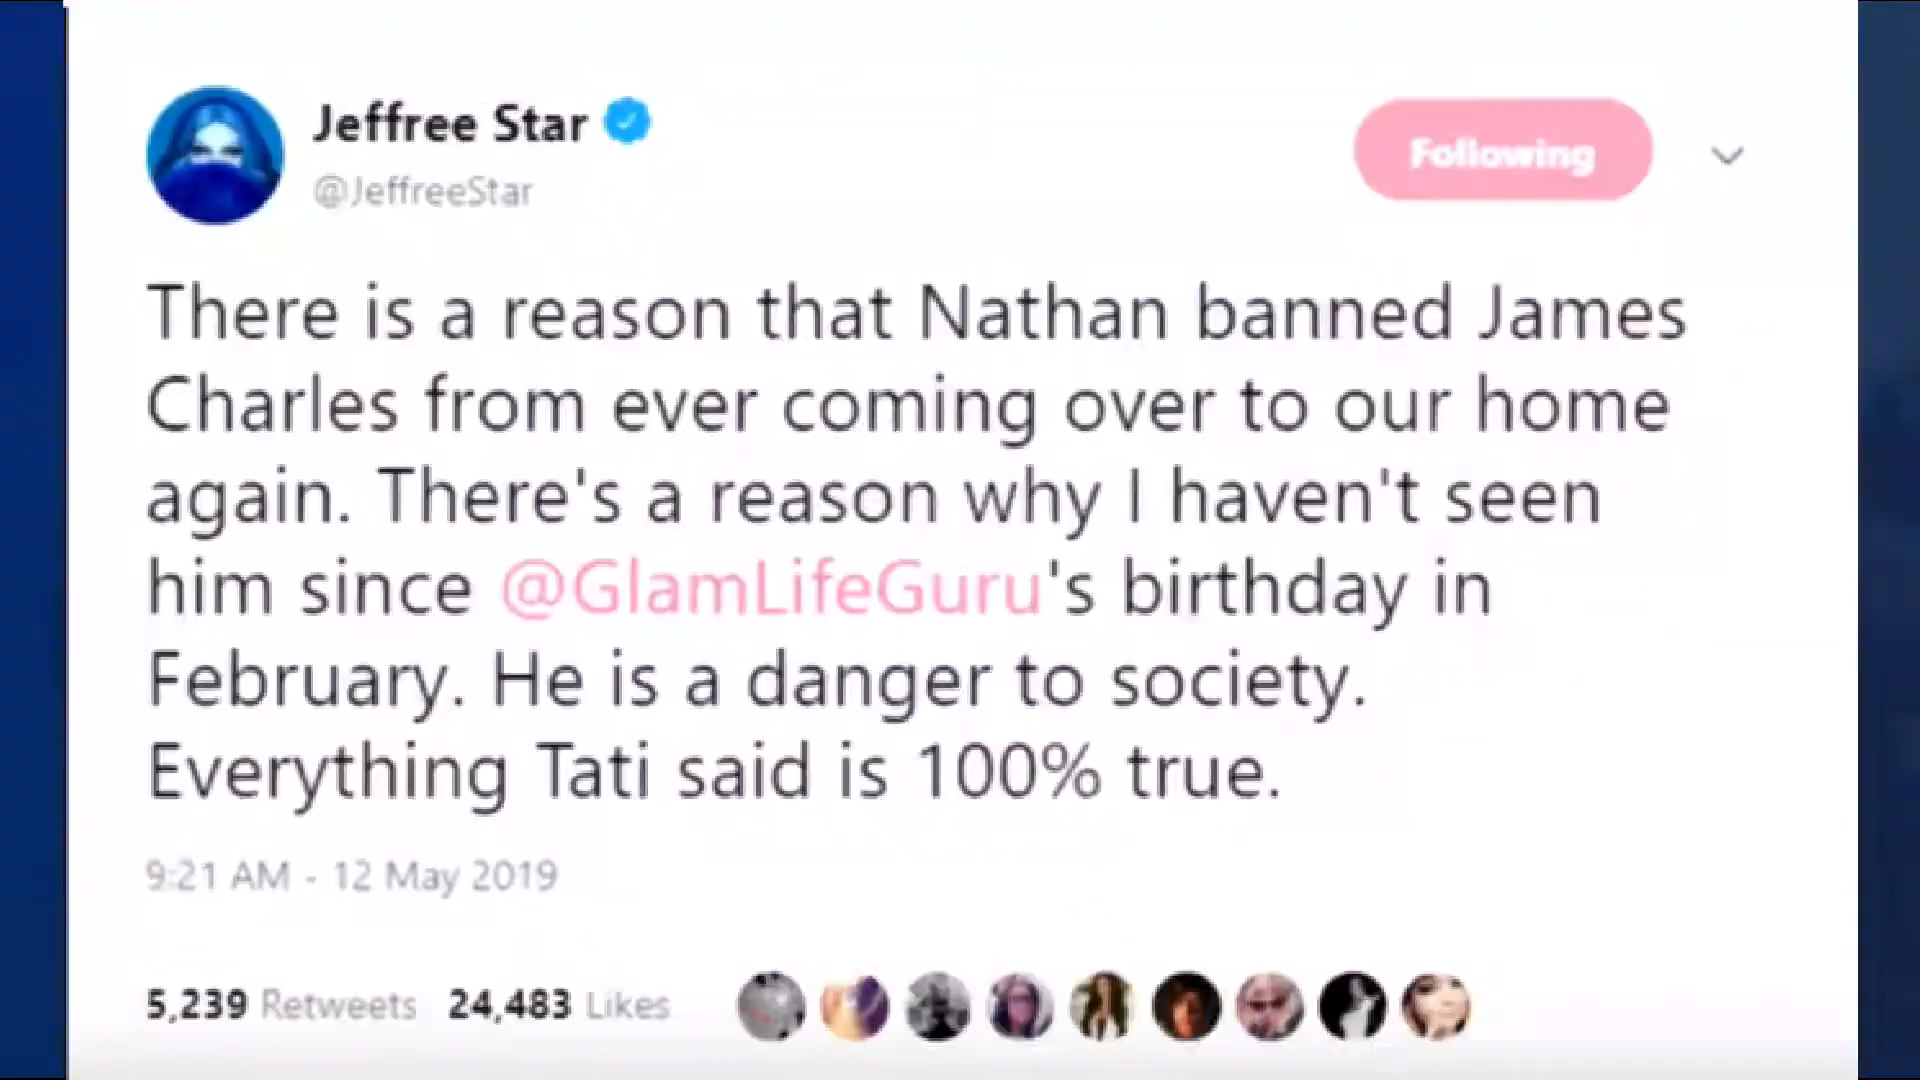 Jeffree Star
@JeffreeStar
Following
There is a reason that Nathan banned James
Charles from ever coming over to our home
again. There's a reason why I haven't seen
him since @GlamLifeGuru's birthday in
February. He is a danger to society.
Everything Tati said is 100% true.
9:21 AM - 12 May 2019
5,239 Retweets 24,483 Likes